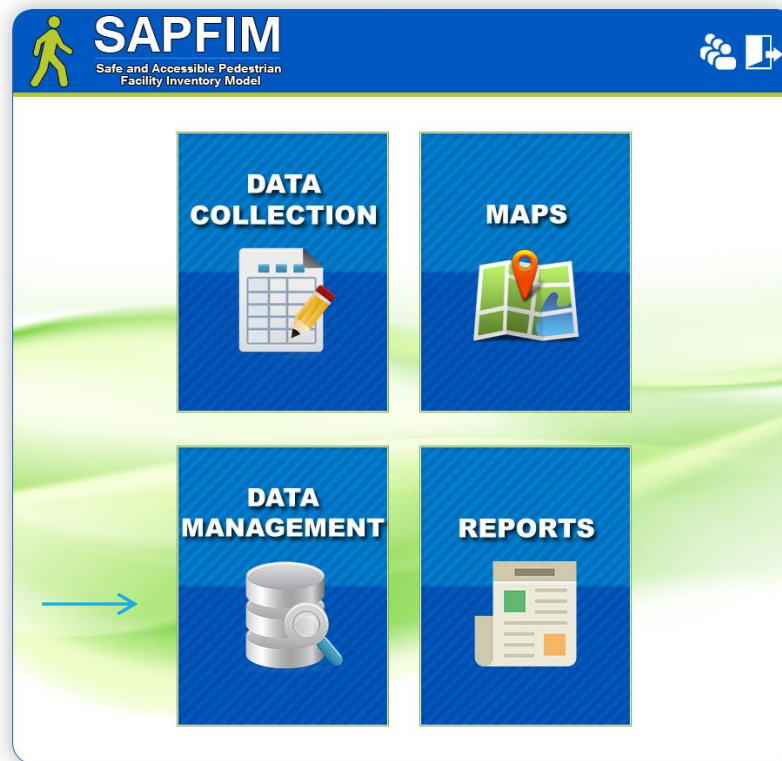 SAPFIM
Safe and Accessible Pedestrian
Facility Inventory Model
DATA
COLLECTION
MAPS
DATA
MANAGEMENT
REPORTS